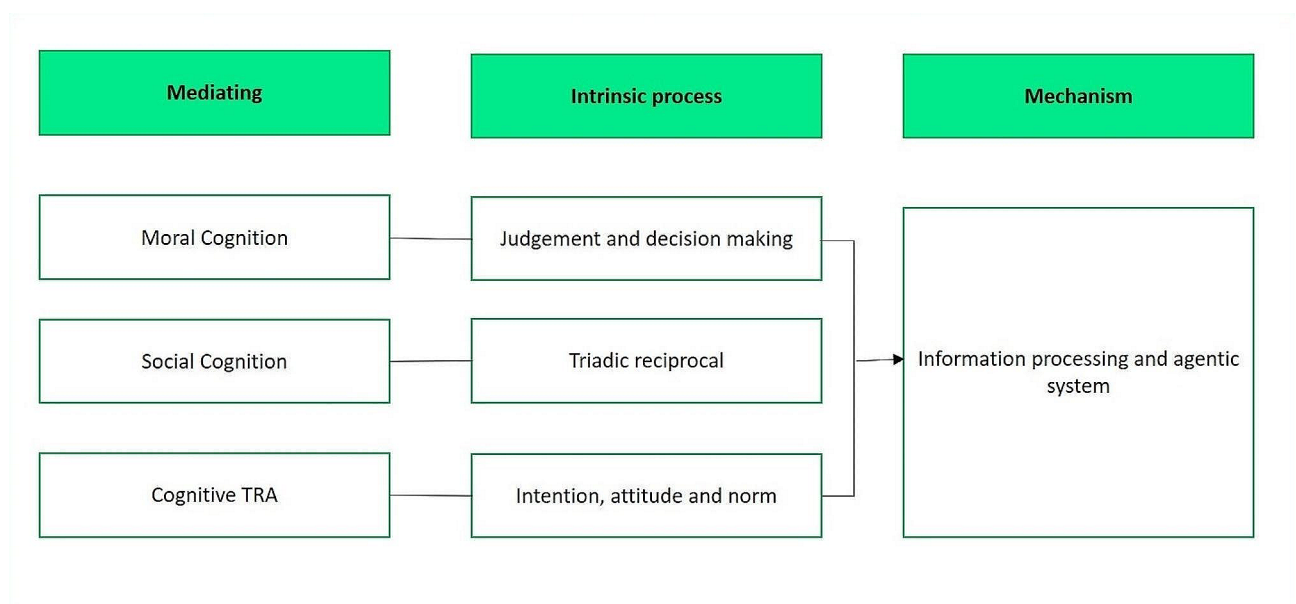 Mediating
Intrinsic process
Mechanism
Moral Cognition
Judgement and decision making
Social Cognition
Triadic reciprocal
Information processing and agentic
system
Cognitive TRA
Intention, attitude and norm